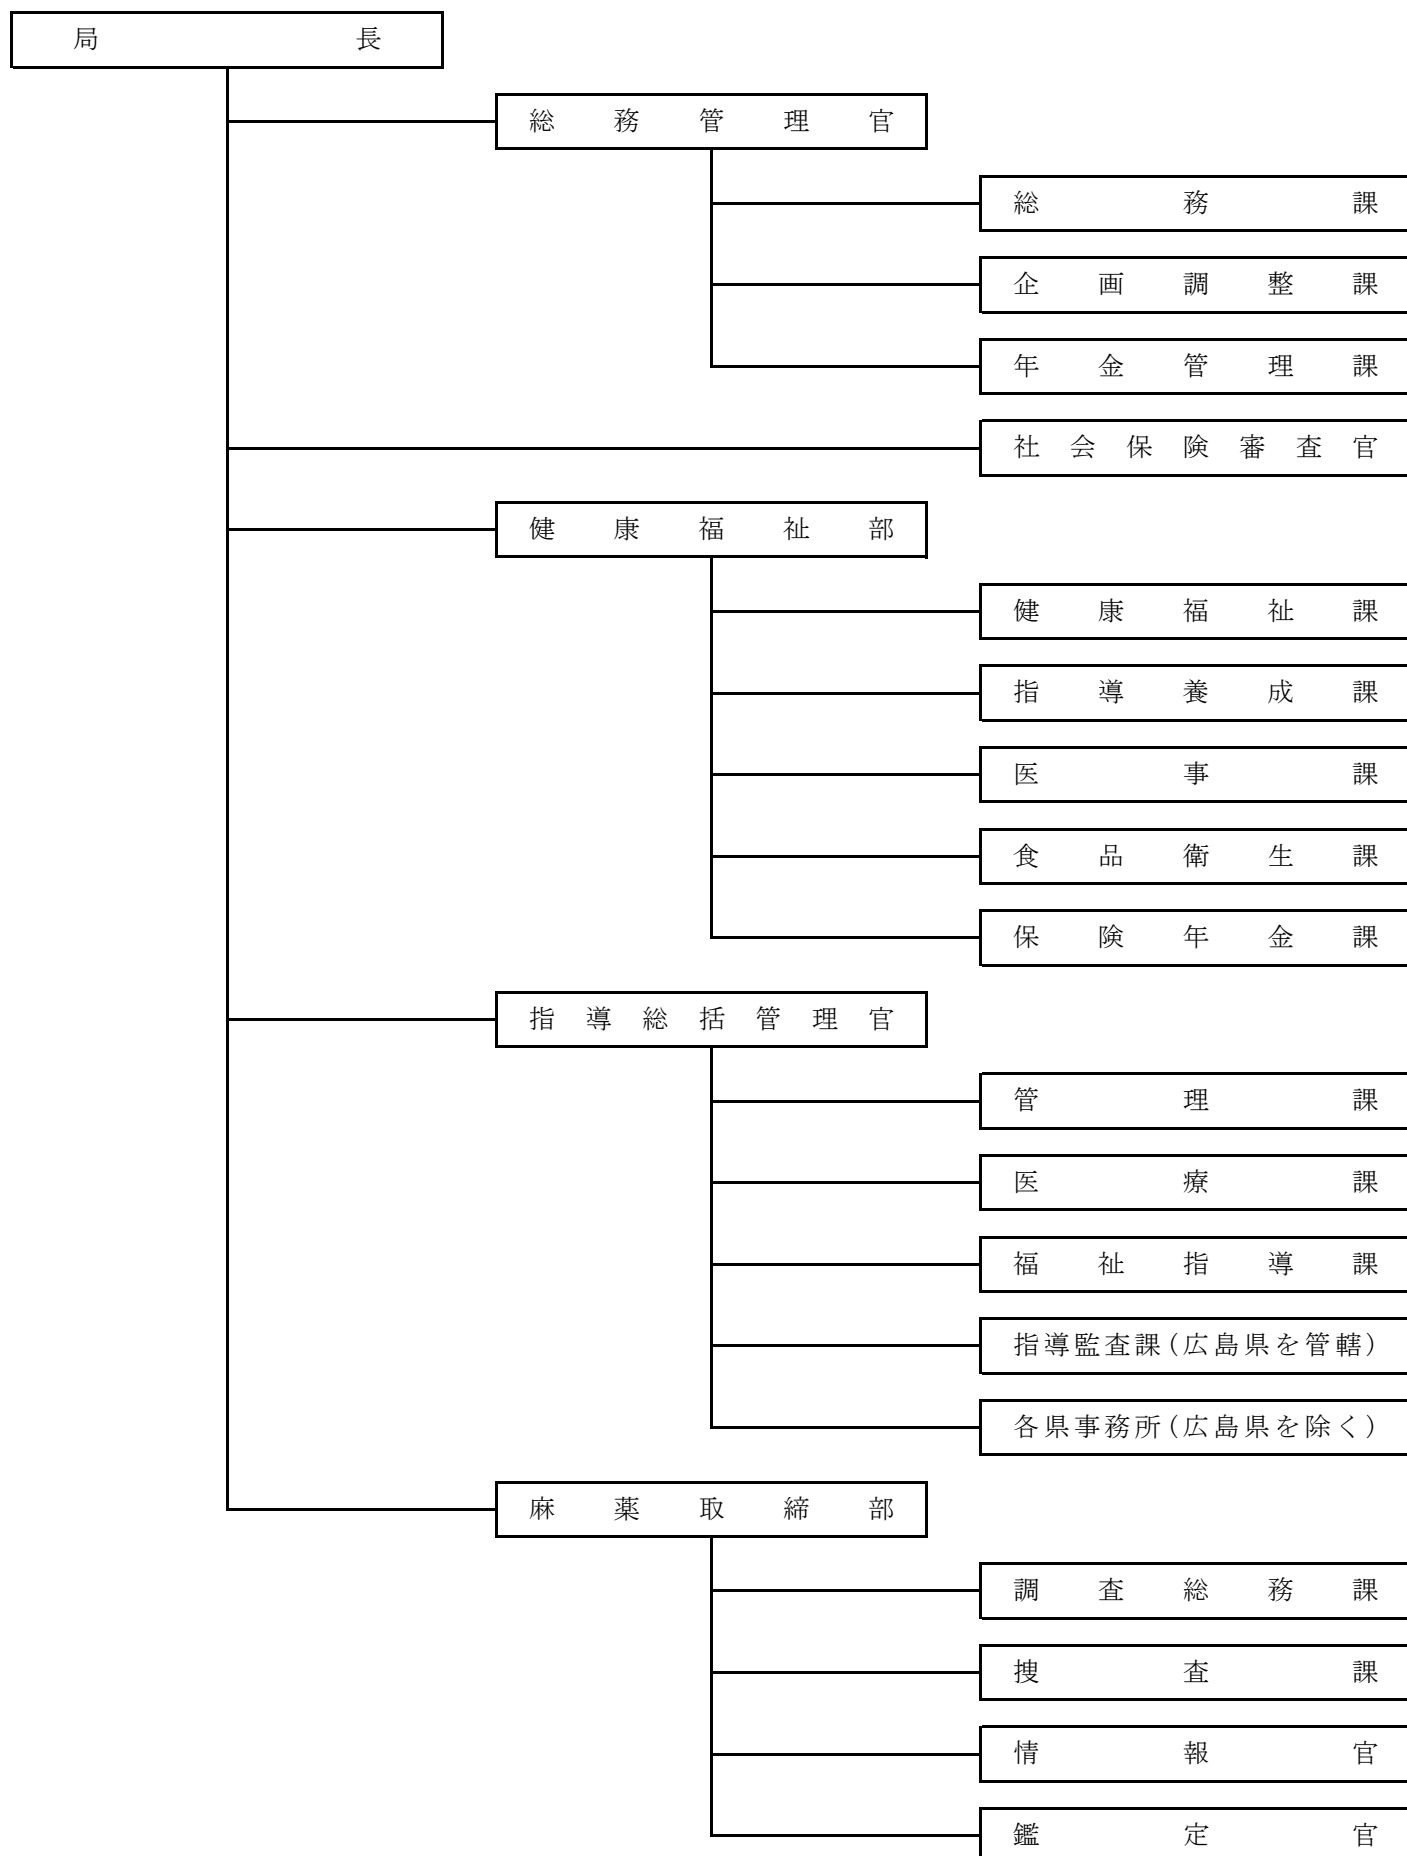 局長
総務管理官
総務課
企画調整課
年金管理課
社会保険審査官
健康福祉部
健康福祉課
指導養成課
医事課
食品衛生課
保険年金課
指導総括管理官
管理課
医療課
福祉指導課
指導監査課（広島県を管轄）
各県事務所（広島県を除く）
麻薬取締部
調査総務課
捜査課
情報官
鑑定官